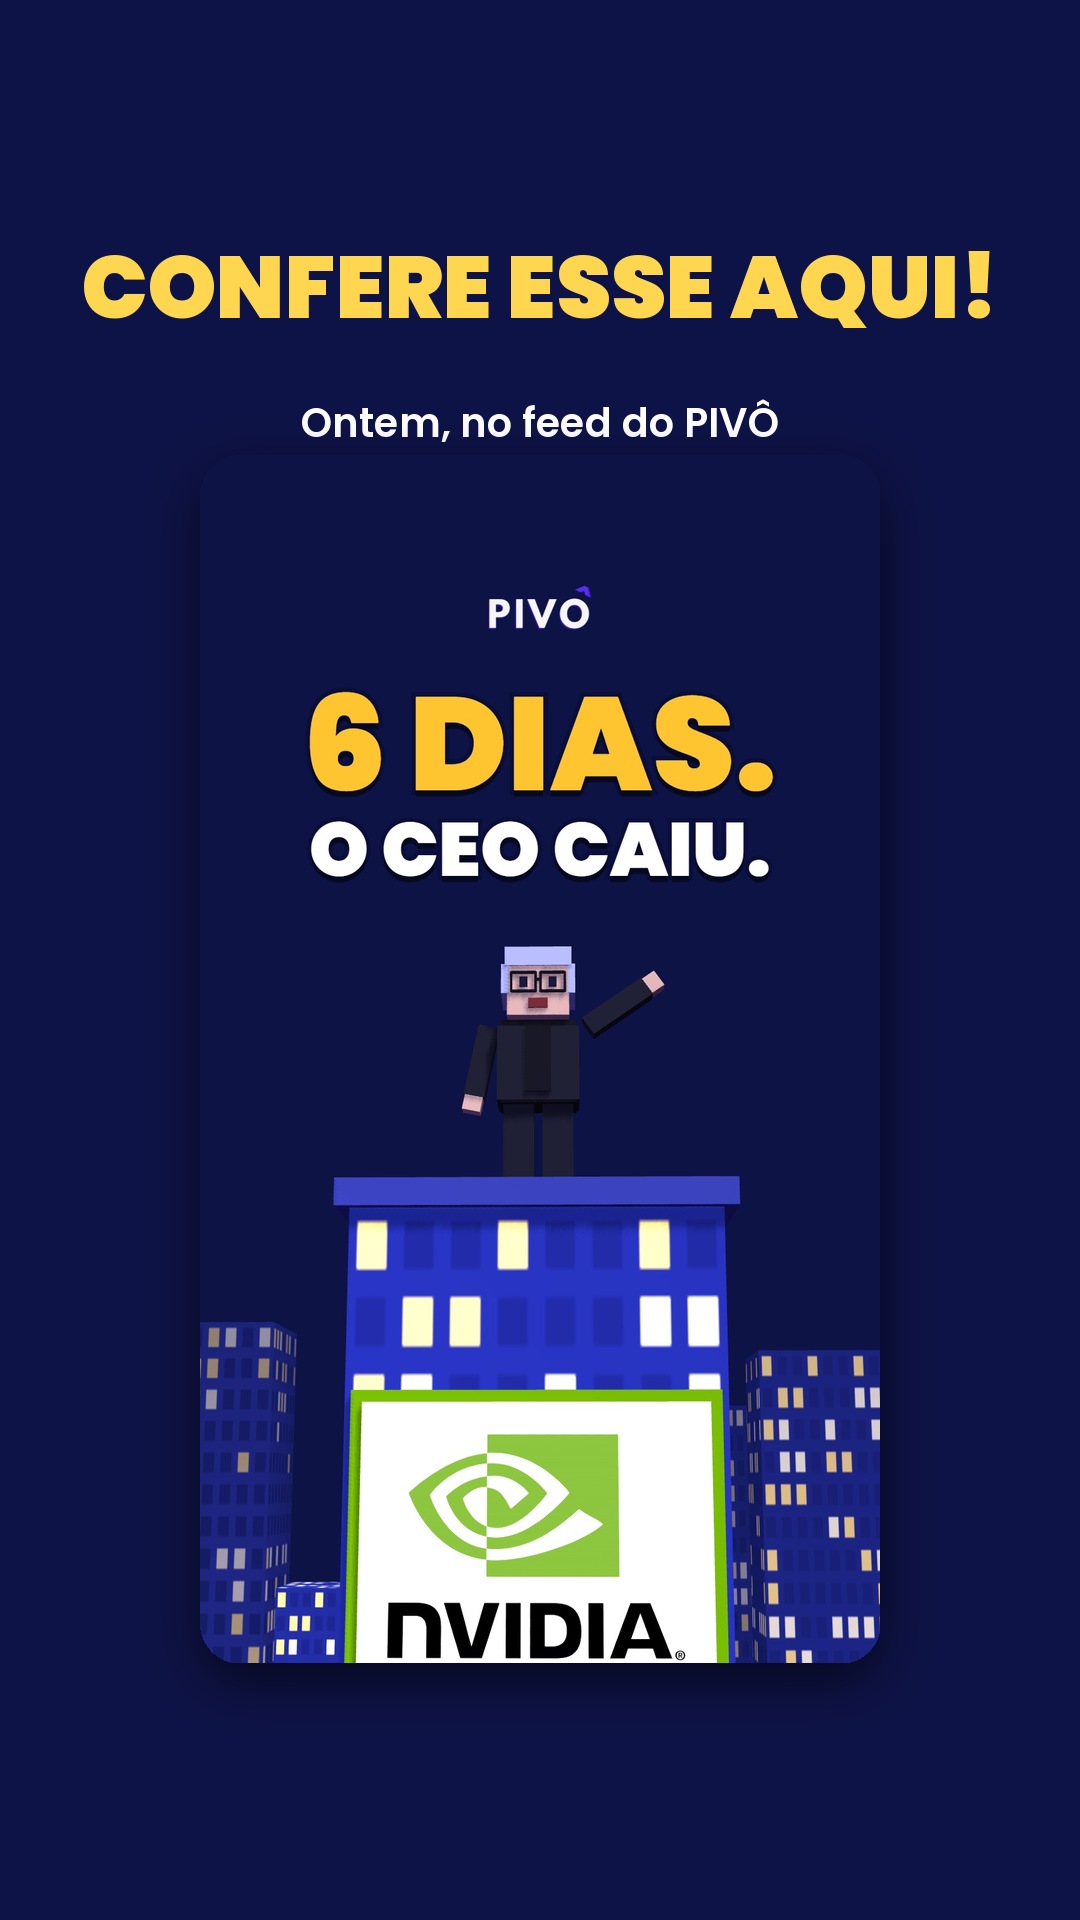 CONFERE ESSE AQUI!
Ontem, no feed do PIVÔ
PIVÔ
6 DIAS.
O CEO CAIU.
NVIDIA®